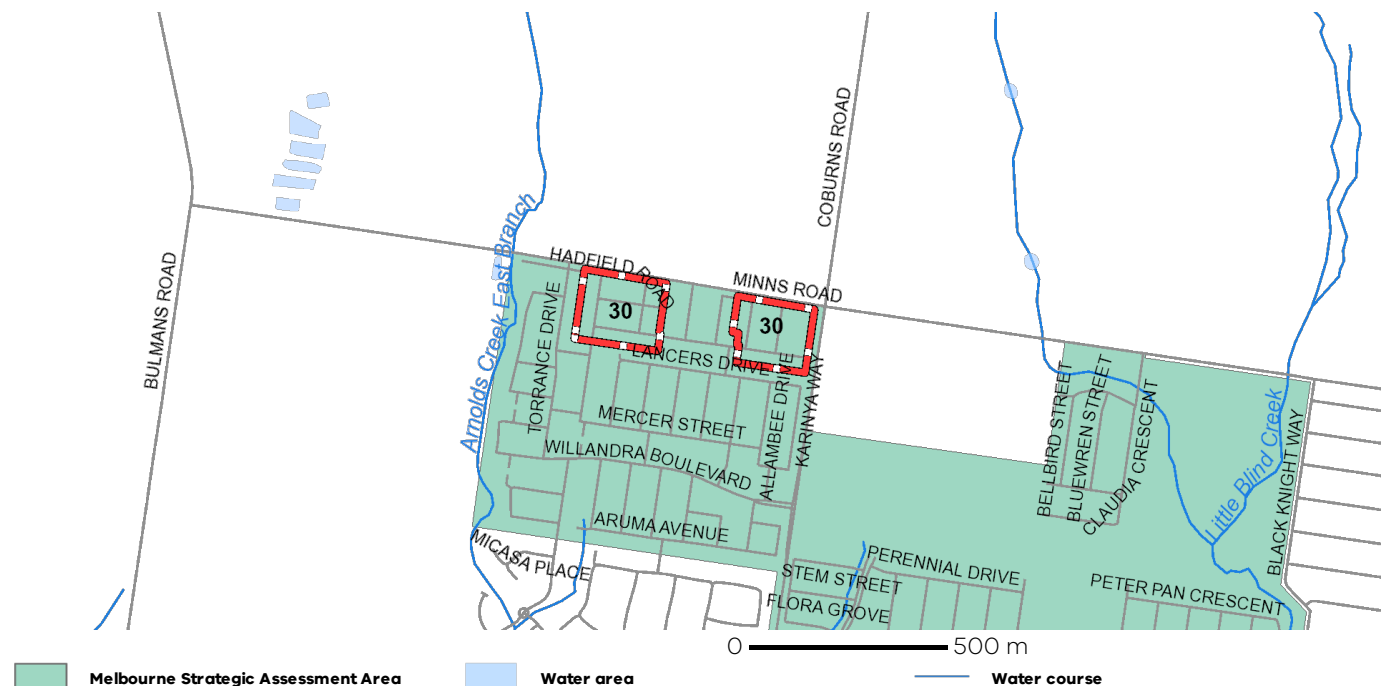 COBURNS ROAD
Arnolds Creek East Branch
BULMANS ROAD
HADFIELD ROAD
MINNS ROAD
30
30
TORRANCE DRIVE
LANCERS DRIVE
ALLAMBEE DRIVE
KARINYA WAY
MERCER STREET
WILLANDRA BOULEVARD
BELLBIRD STREET
BLUEWREN STREET
CLAUDIA CRESCENT
Little Blind Creek
BLACK KNIGHT WAY
ARUMA AVENUE
MICASA PLACE
PERENNIAL DRIVE
STEM STREET
FLORA GROVE
PETER PAN CRESCENT
0 500 m
Melbourne Strategic Assessment Area
Water area
Water course